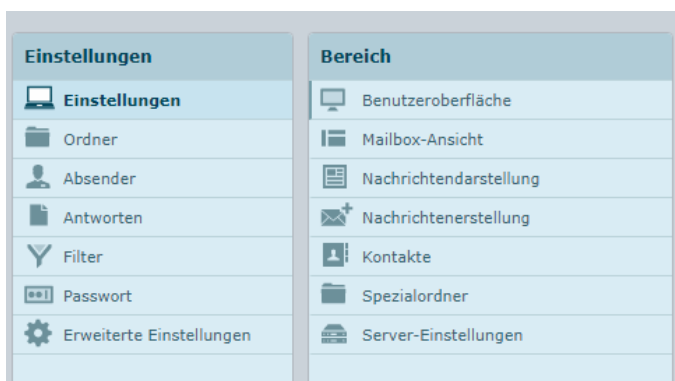 Einstellungen
Einstellungen
Ordner
Absender
Antworten
Filter
Passwort
Erweiterte Einstellungen
Bereich
Benutzeroberfläche
Mailbox-Ansicht
Nachrichtendarstellung
Nachrichtenerstellung
Kontakte
Spezialordner
Server-Einstellungen